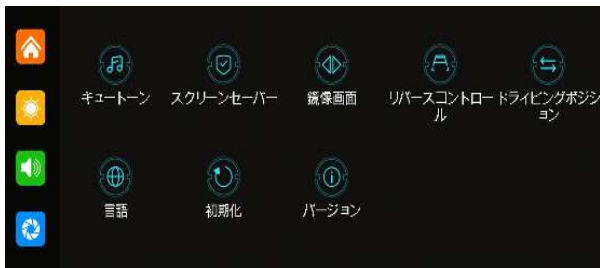 キュートーン スクリーンセーバー 鏡像画面 リバースコントロー ドライビングポジシ
ル ョン
言語 初期化 バージョン